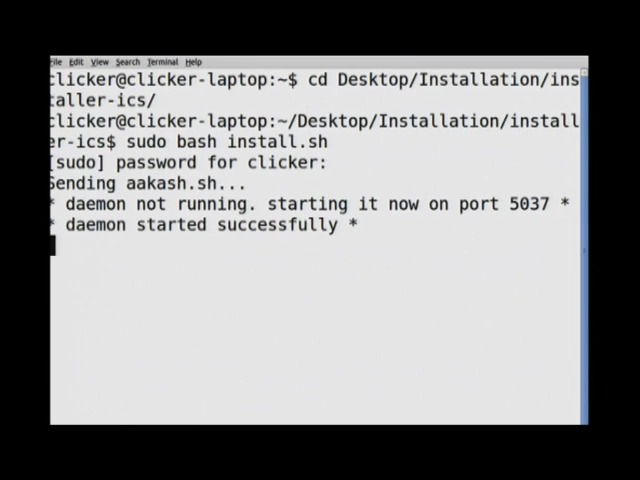 File Edit View Search Terminal Help
clicker@clicker-laptop:~$ cd Desktop/Installation/ins
taller-ics/
clicker@clicker-laptop:~/Desktop/Installation/install
er-ics$ sudo bash install.sh
[sudo] password for clicker:
Sending aakash.sh...
* daemon not running. starting it now on port 5037 *
* daemon started successfully *